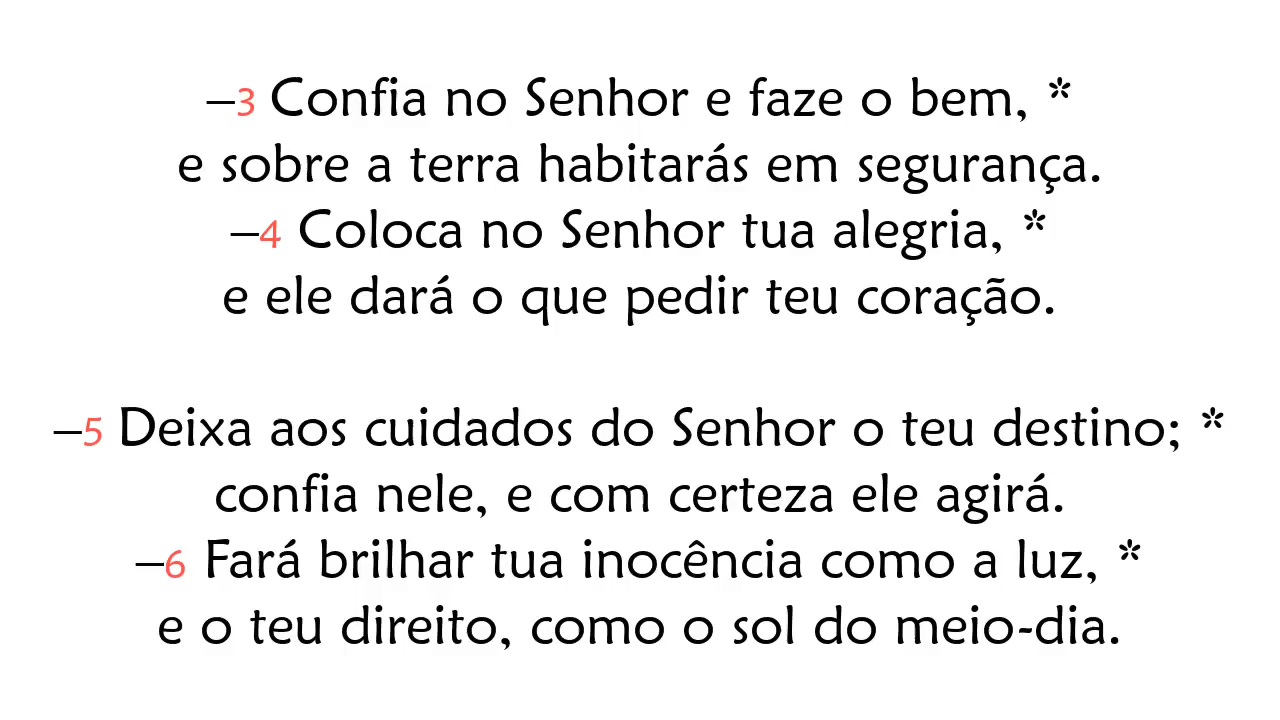 –3 Confia no Senhor e faze o bem, *
e sobre a terra habitarás em segurança.
–4 Coloca no Senhor tua alegria, *
e ele dará o que pedir teu coração.
–5 Deixa aos cuidados do Senhor o teu destino; *
confia nele, e com certeza ele agirá.
–6 Fará brilhar tua inocência como a luz, *
e o teu direito, como o sol do meio-dia.